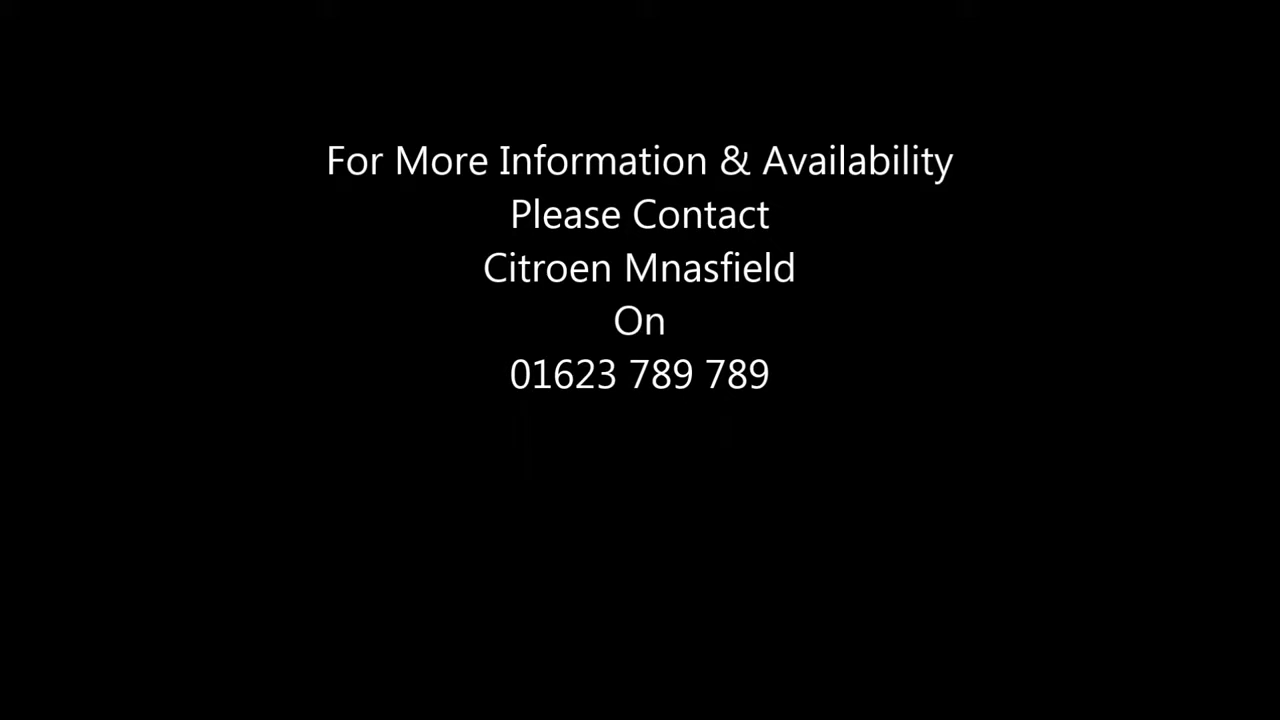 For More Information & Availability
Please Contact
Citroen Mnasfield
On
01623 789 789